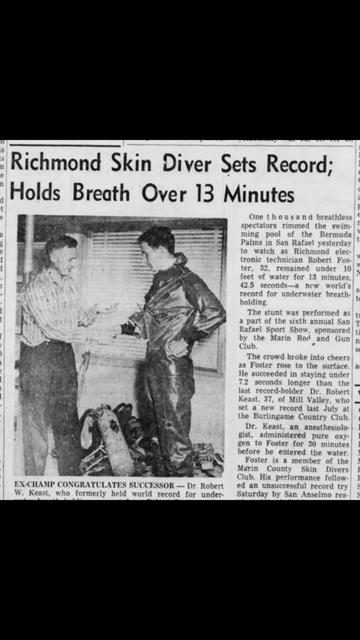 Richmond Skin Diver Sets Record;
Holds Breath Over 13 Minutes
One thousand breathless
spectators rimmed the swim-
ming pool of the Bermuda
Palms in San Rafael yesterday
to watch as Richmond elec-
tronic technician Robert Fos-
ter, 32, remained under 10
feet of water for 13 minutes,
42.5 seconds—a new world's
record for underwater breath-
holding.
The stunt was performed as
a part of the sixth annual San
Rafael Sport Show, sponsored
by the Marin Rod and Gun
Club.
The crowd broke into cheers
as Foster rose to the surface.
He succeeded in staying under
7.2 seconds longer than the
last record-holder Dr. Robert
Keast, 37, of Mill Valley, who
set a new record last July at
the Burlingame Country Club.
Dr. Keast, an anesthesiolo-
gist, administered pure oxy-
gen to Foster for 30 minutes
before he entered the water.
Foster is a member of the
Marin County Skin Divers
Club. His performance follow-
ed an unsuccessful record try
Saturday by San Anselmo res-
EX-CHAMP CONGRATULATES SUCCESSOR — Dr. Robert
W. Keast, who formerly held world record for under-